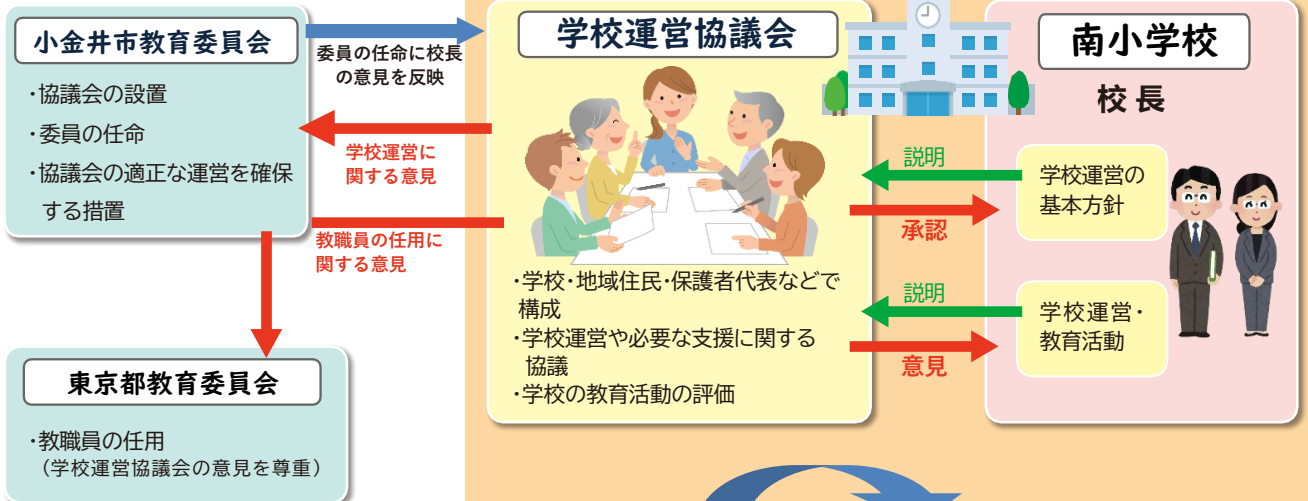 小金井市教育委員会
・協議会の設置
・委員の任命
・協議会の適正な運営を確保
する措置
委員の任命に校長
の意見を反映
学校運営に
関する意見
教職員の任用に
関する意見
東京都教育委員会
・教職員の任用
（学校運営協議会の意見を尊重）
学校運営協議会
・学校・地域住民・保護者代表などで
構成
・学校運営や必要な支援に関する
協議
・学校の教育活動の評価
説明
承認
説明
意見
南小学校
校長
学校運営の
基本方針
学校運営・
教育活動